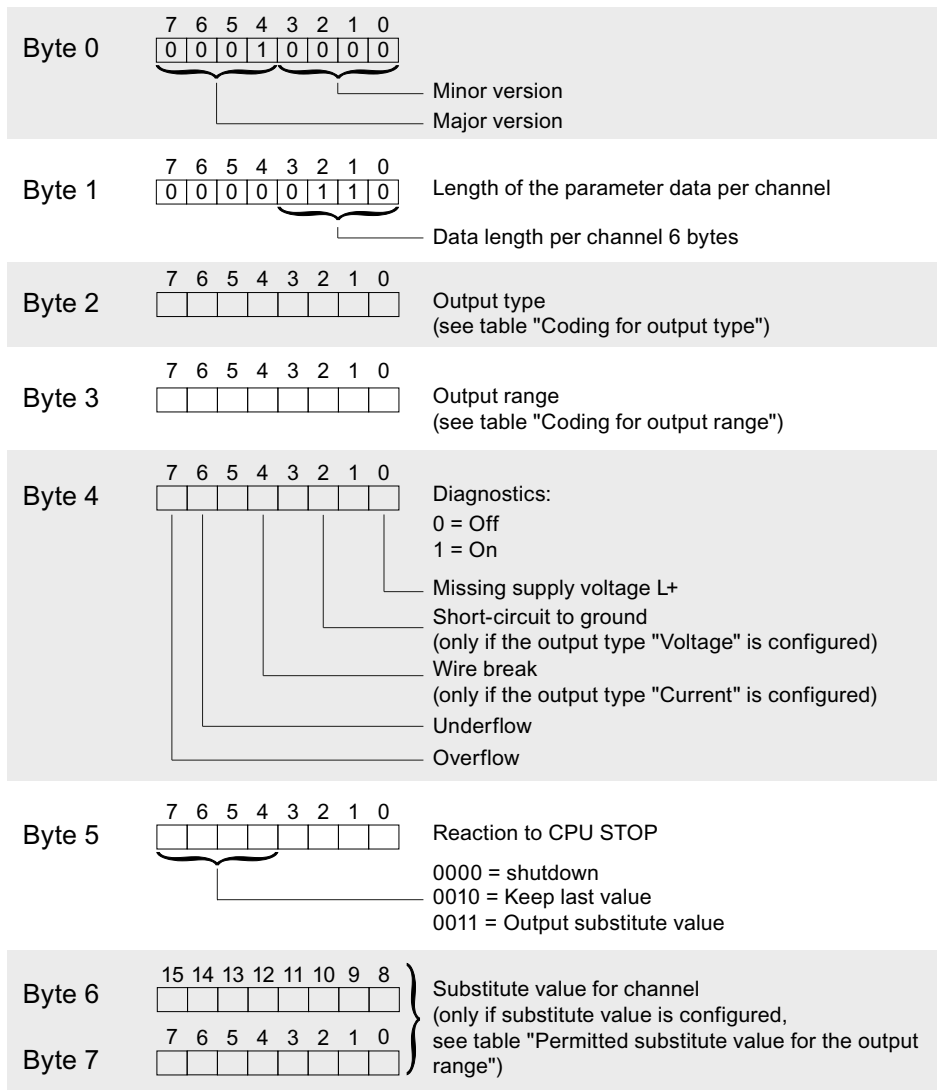 7 6 5 4 3 2 1 0
Byte 0
0 0 0 1 0 0 0 0
Minor version
Major version
7 6 5 4 3 2 1 0
Byte 1
0 0 0 0 0 1 1 0
Length of the parameter data per channel
Data length per channel 6 bytes
7 6 5 4 3 2 1 0
Byte 2
Output type
(see table "Coding for output type")
7 6 5 4 3 2 1 0
Byte 3
Output range
(see table "Coding for output range")
7 6 5 4 3 2 1 0
Byte 4
Diagnostics:
0 = Off
1 = On
Missing supply voltage L+
Short-circuit to ground
(only if the output type "Voltage" is configured)
Wire break
(only if the output type "Current" is configured)
Underflow
Overflow
7 6 5 4 3 2 1 0
Byte 5
Reaction to CPU STOP
0000 = shutdown
0010 = Keep last value
0011 = Output substitute value
15 14 13 12 11 10 9 8
Byte 6
7 6 5 4 3 2 1 0
Byte 7
Substitute value for channel
(only if substitute value is configured,
see table "Permitted substitute value for the output
range")